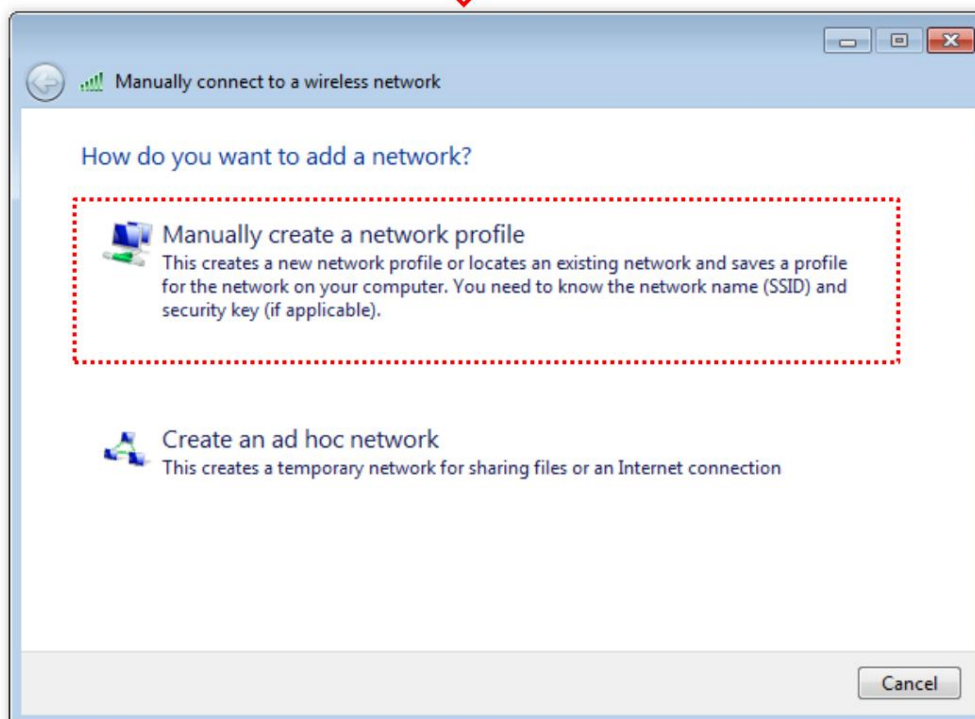 Manually connect to a wireless network
How do you want to add a network?
Manually create a network profile
This creates a new network profile or locates an existing network and saves a profile
for the network on your computer. You need to know the network name (SSID) and
security key (if applicable).
Create an ad hoc network
This creates a temporary network for sharing files or an Internet connection
Cancel